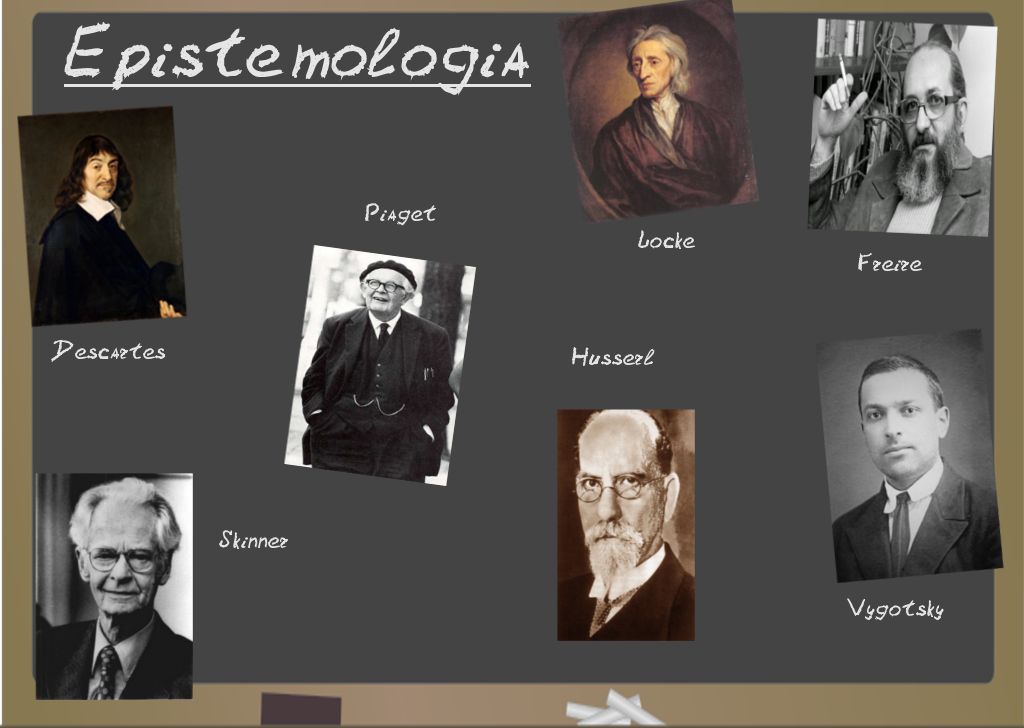 Epistemologia
Piaget
Locke
Freire
Descartes
Husserl
Skinner
Vygotsky